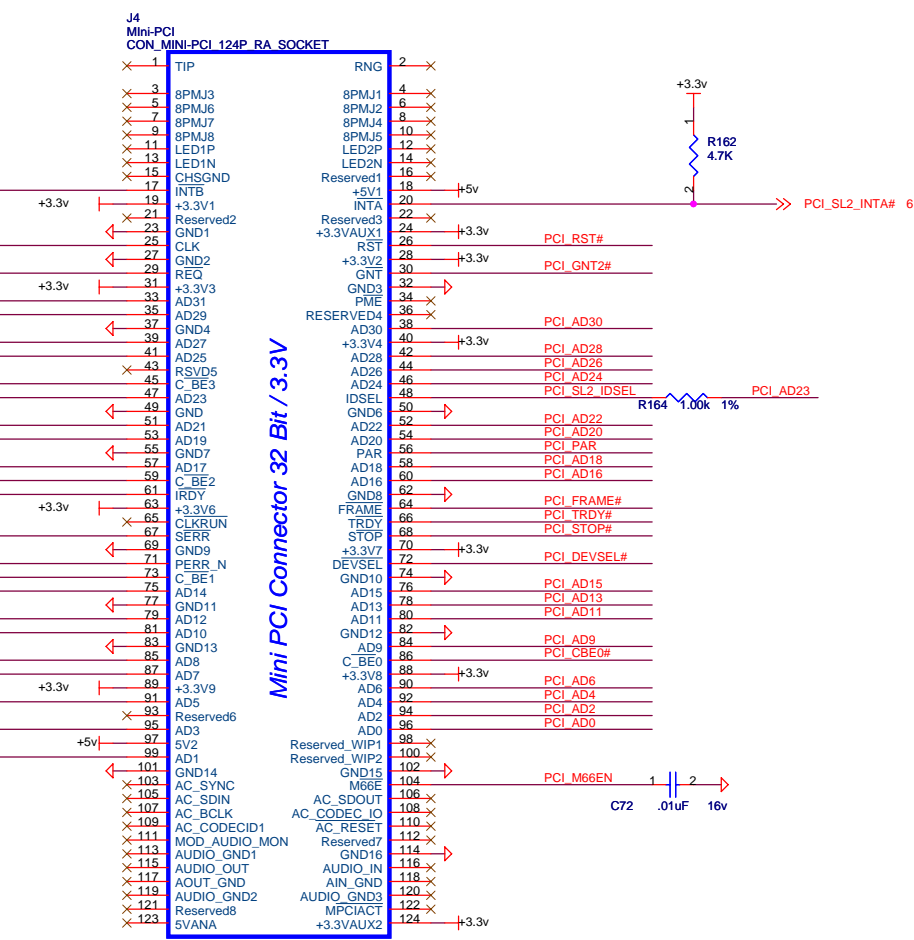 J4
MIni-PCI
CON_MINI-PCI_124P_RA_SOCKET
1 TIP RNG 2
3 8PMJ3 8PMJ1 4
5 8PMJ6 8PMJ2 6
7 8PMJ7 8PMJ4 8
9 8PMJ8 8PMJ5 10
11 LED1P LED2P 12
13 LED1N LED2N 14
15 CHSGND Reserved1 16
17 INTB +5V1 18 +5v
+3.3v 19 +3.3V1 INTA 20 PCI_SL2_INTA# 6
21 Reserved2 Reserved3 22
23 GND1 +3.3VAUX1 24 +3.3v
25 CLK RST 26 PCI_RST#
27 GND2 +3.3V2 28 +3.3v
29 REQ GNT 30 PCI_GNT2#
+3.3v 31 +3.3V3 GND3 32
33 AD31 PME 34
35 AD29 RESERVED4 36
37 GND4 AD30 38 PCI_AD30
39 AD27 +3.3V4 40 +3.3v
41 AD25 AD28 42 PCI_AD28
43 RSVD5 AD26 44 PCI_AD26
45 C_BE3 AD24 46 PCI_AD24
47 AD23 IDSEL 48 PCI_SL2_IDSEL PCI_AD23
R164 1.00k 1%
49 GND GND6 50
51 AD21 AD22 52 PCI_AD22
53 AD19 AD20 54 PCI_AD20
55 GND7 PAR 56 PCI_PAR
57 AD17 AD18 58 PCI_AD18
59 C_BE2 AD16 60 PCI_AD16
61 IRDY GND8 62
+3.3v 63 +3.3V6 FRAME 64 PCI_FRAME#
65 CLKRUN TRDY 66 PCI_TRDY#
67 SERR STOP 68 PCI_STOP#
69 GND9 +3.3V7 70 +3.3v
71 PERR_N DEVSEL 72 PCI_DEVSEL#
73 C_BE1 GND10 74
75 AD14 AD15 76 PCI_AD15
77 GND11 AD13 78 PCI_AD13
79 AD12 AD11 80 PCI_AD11
81 AD10 GND12 82
83 GND13 AD9 84 PCI_AD9
85 AD8 C_BE0 86 PCI_CBE0#
87 AD7 +3.3V8 88 +3.3v
+3.3v 89 +3.3V9 AD6 90 PCI_AD6
91 AD5 AD4 92 PCI_AD4
93 Reserved6 AD2 94 PCI_AD2
95 AD3 AD0 96 PCI_AD0
+5v 97 5V2 Reserved_WIP1 98
99 AD1 Reserved_WIP2 100
101 GND14 GND15 102
103 AC_SYNC M66E 104 PCI_M66EN 1 2
C72 .01uF 16v
105 AC_SDIN AC_SDOUT 106
107 AC_BCLK AC_CODEC_IO 108
109 AC_CODECID1 AC_RESET 110
111 MOD_AUDIO_MON Reserved7 112
113 AUDIO_GND1 GND16 114
115 AUDIO_OUT AUDIO_IN 116
117 AOUT_GND AIN_GND 118
119 AUDIO_GND2 AUDIO_GND3 120
121 Reserved8 MPCIACT 122
123 5VANA +3.3VAUX2 124 +3.3v
Mini PCI Connector 32 Bit / 3.3V
+3.3v
1
R162
4.7K
2